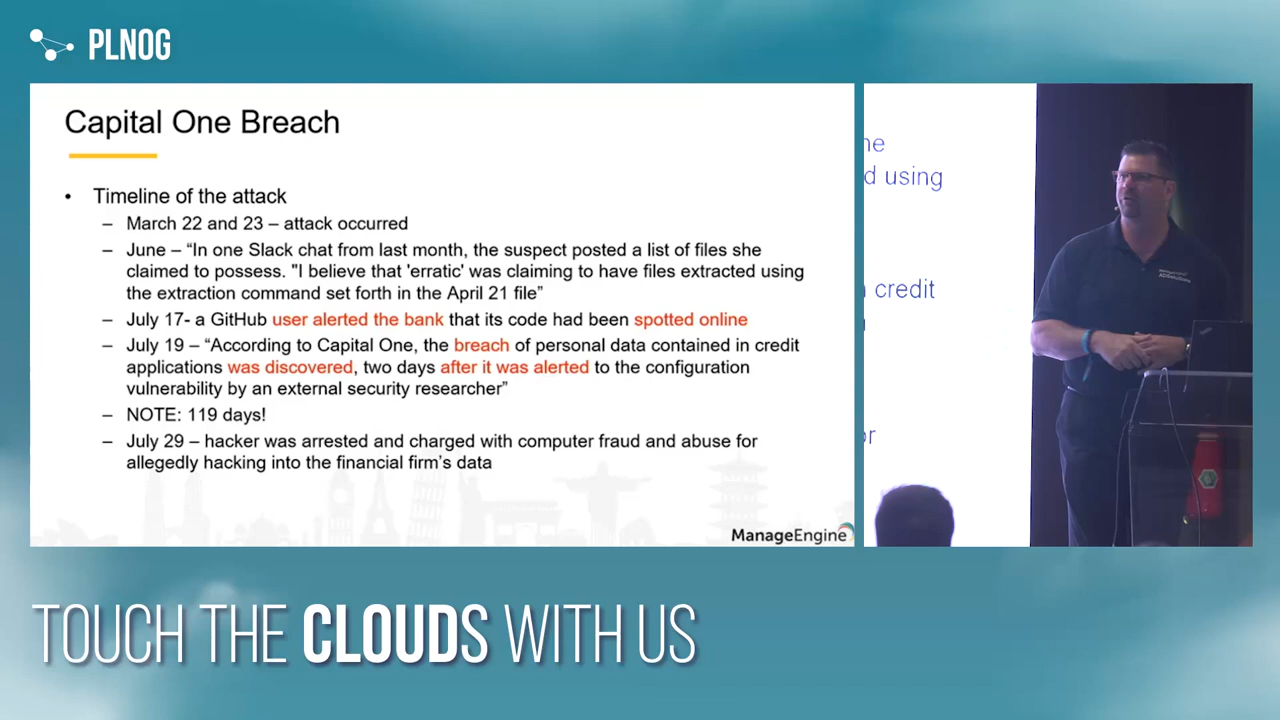 PLNOG
Capital One Breach
• Timeline of the attack
– March 22 and 23 – attack occurred
– June – “In one Slack chat from last month, the suspect posted a list of files she
claimed to possess. "I believe that 'erratic' was claiming to have files extracted using
the extraction command set forth in the April 21 file”
– July 17- a GitHub user alerted the bank that its code had been spotted online
– July 19 – “According to Capital One, the breach of personal data contained in credit
applications was discovered, two days after it was alerted to the configuration
vulnerability by an external security researcher”
– NOTE: 119 days!
– July 29 – hacker was arrested and charged with computer fraud and abuse for
allegedly hacking into the financial firm’s data
ManageEngine
d using
credit
TOUCH THE CLOUDS WITH US